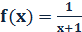 f(x) = 1/(x+1)